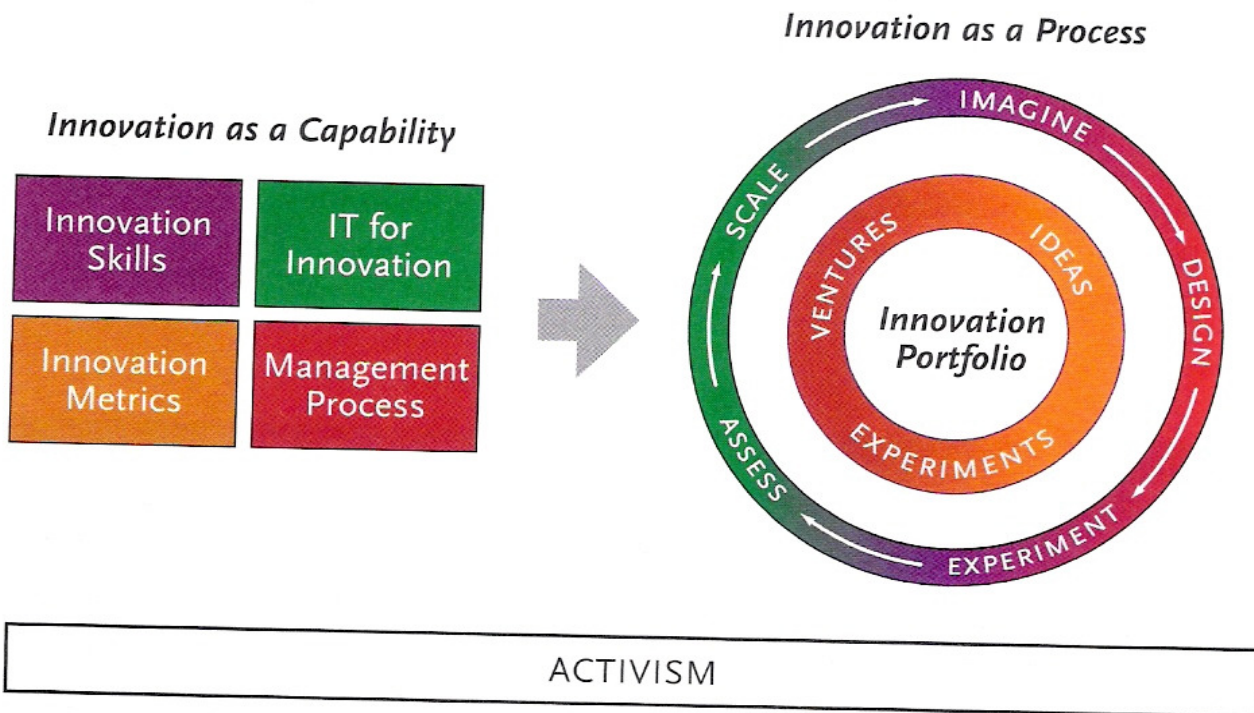 Innovation as a Process
Innovation as a Capability
Innovation
Skills
IT for
Innovation
Innovation
Metrics
Management
Process
IMAGINE
DESIGN
EXPERIMENT
ASSESS
SCALE
IDEAS
EXPERIMENTS
VENTURES
Innovation
Portfolio
ACTIVISM